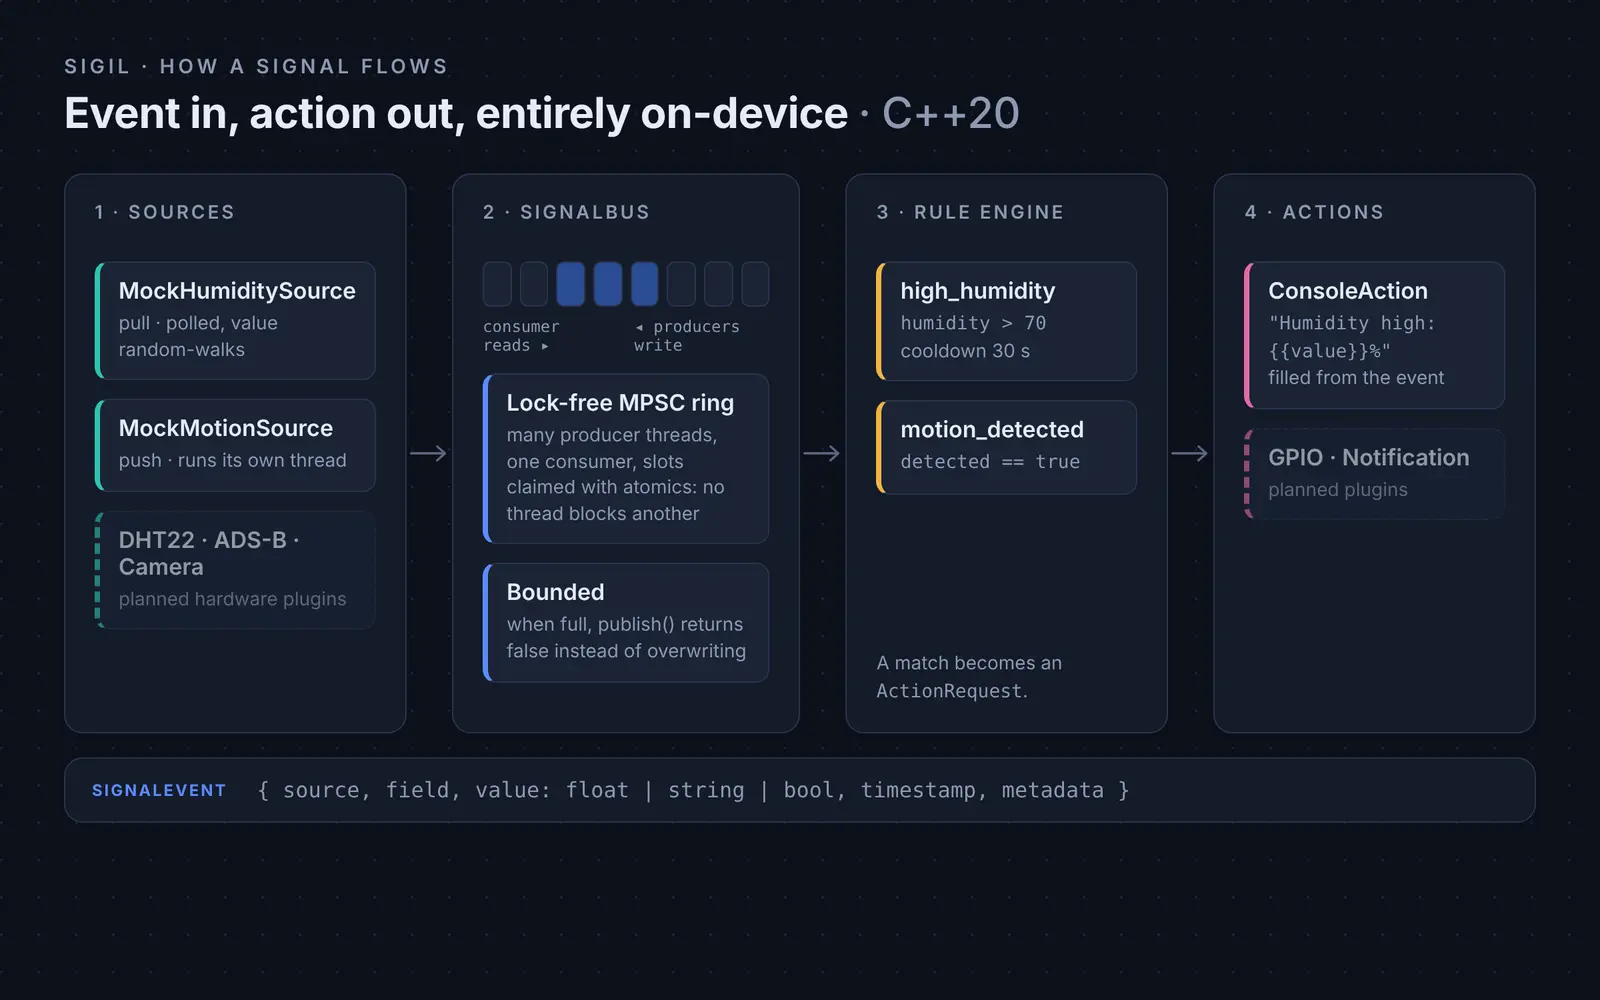 SIGIL · HOW A SIGNAL FLOWS
Event in, action out, entirely on-device · C++20
1 · SOURCES
MockHumiditySource
pull · polled, value
random-walks
MockMotionSource
push · runs its own thread
DHT22 · ADS-B ·
Camera
planned hardware plugins
2 · SIGNALBUS
consumer
reads ▸
◂ producers
write
Lock-free MPSC ring
many producer threads,
one consumer, slots
claimed with atomics: no
thread blocks another
Bounded
when full, publish() returns
false instead of overwriting
3 · RULE ENGINE
high_humidity
humidity > 70
cooldown 30 s
motion_detected
detected == true
A match becomes an
ActionRequest.
4 · ACTIONS
ConsoleAction
"Humidity high:
{{value}}%"
filled from the event
GPIO · Notification
planned plugins
SIGNALEVENT { source, field, value: float | string | bool, timestamp, metadata }